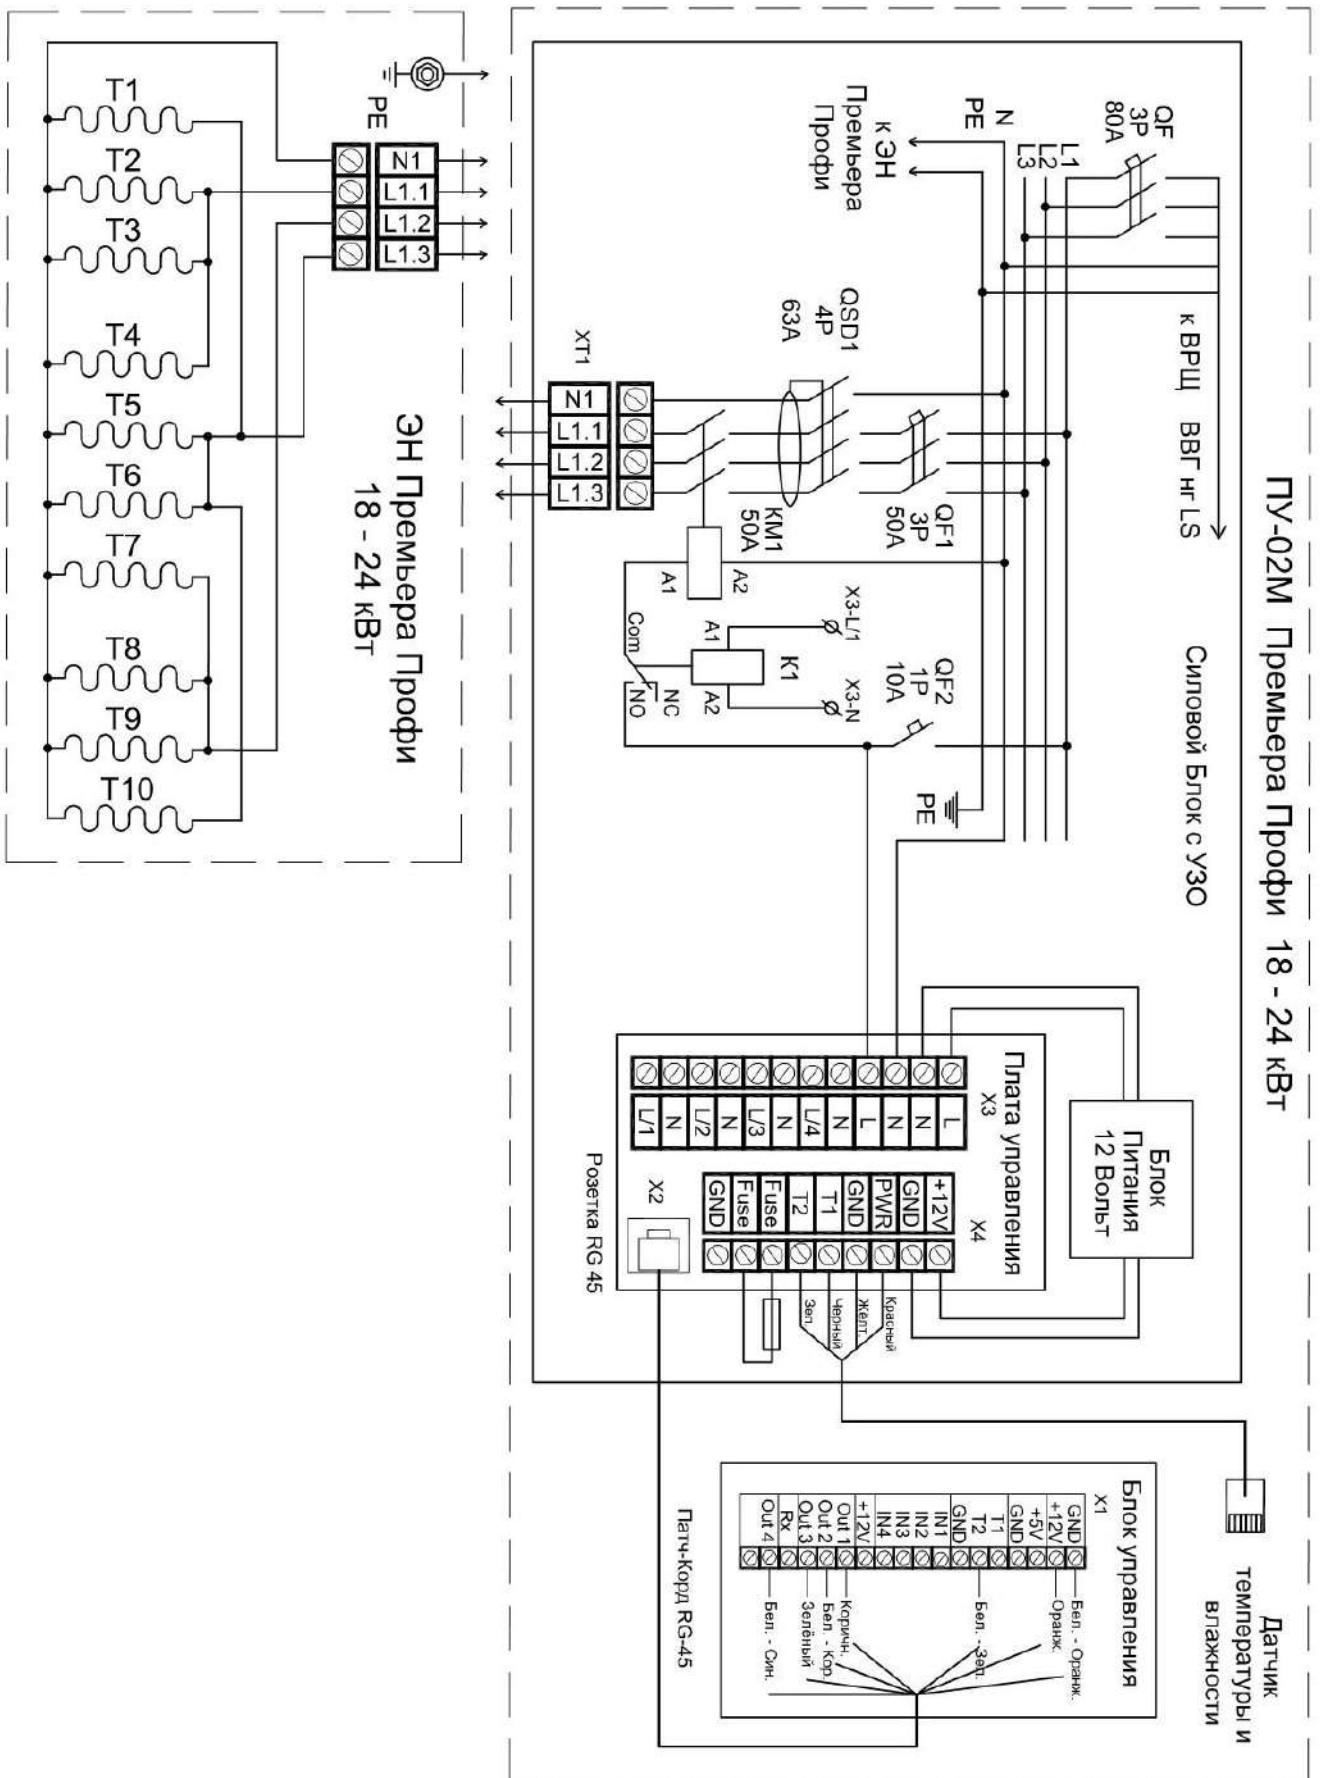 ПУ-02М Премьера Профи 18 - 24 кВт
Силовой Блок с УЗО
QF
3P
80A
к ВРЩ
ВВГ нг LS
L1
L2
L3
N
PE
к ЭН
Премьера
Профи
QSD1
4P
63A
QF1
3P
50A
KM1
50A
XT1
N1
L1.1
L1.2
L1.3
A1
A2
X3-L/1
X3-N
K1
A1
A2
Com
NC
NO
QF2
1P
10A
PE
Блок
Питания
12 Вольт
Плата управления
X3
L
N
N
L
N
L/4
N
L/3
N
L/2
N
L/1
X4
+12V
GND
PWR
GND
T1
T2
Fuse
Fuse
GND
Красный
Жёлт.
Черный
Зел.
X2
Розетка RG 45
Датчик
температуры и
влажности
Блок управления
X1
GND
+12V
+5V
GND
T1
T2
GND
IN1
IN2
IN3
IN4
+12V
Out 1
Out 2
Out 3
Rx
Out 4
Бел. - Оранж.
Оранж.
Бел. - Зел.
Коричн.
Бел. - Кор.
Зелёный
Бел. - Син.
Патч-Корд RG-45
ЭН Премьера Профи
18 - 24 кВт
PE
N1
L1.1
L1.2
L1.3
T1
T2
T3
T4
T5
T6
T7
T8
T9
T10